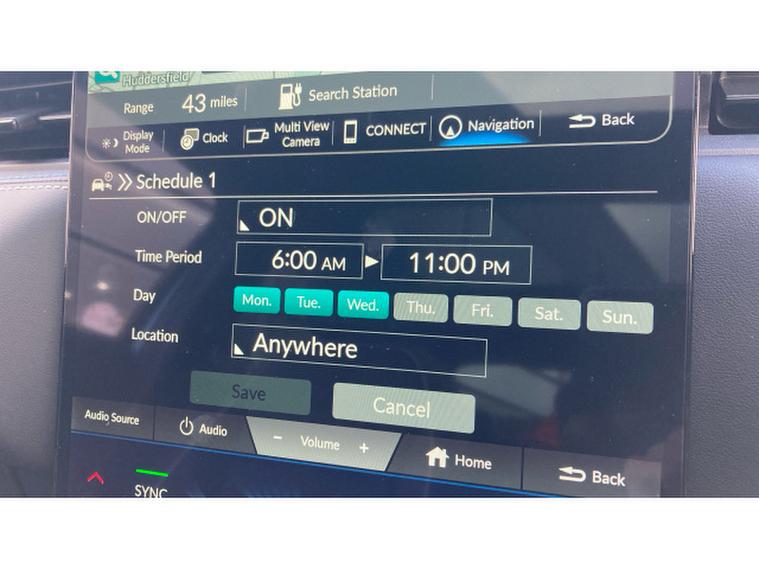 Huddersfield
Range 43 miles Search Station
Display Mode Clock Multi View Camera CONNECT Navigation Back
Schedule 1
ON/OFF ON
Time Period 6:00 AM 11:00 PM
Day Mon. Tue. Wed. Thu. Fri. Sat. Sun.
Location Anywhere
Save Cancel
Audio Source Audio - Volume + Home Back
SYNC